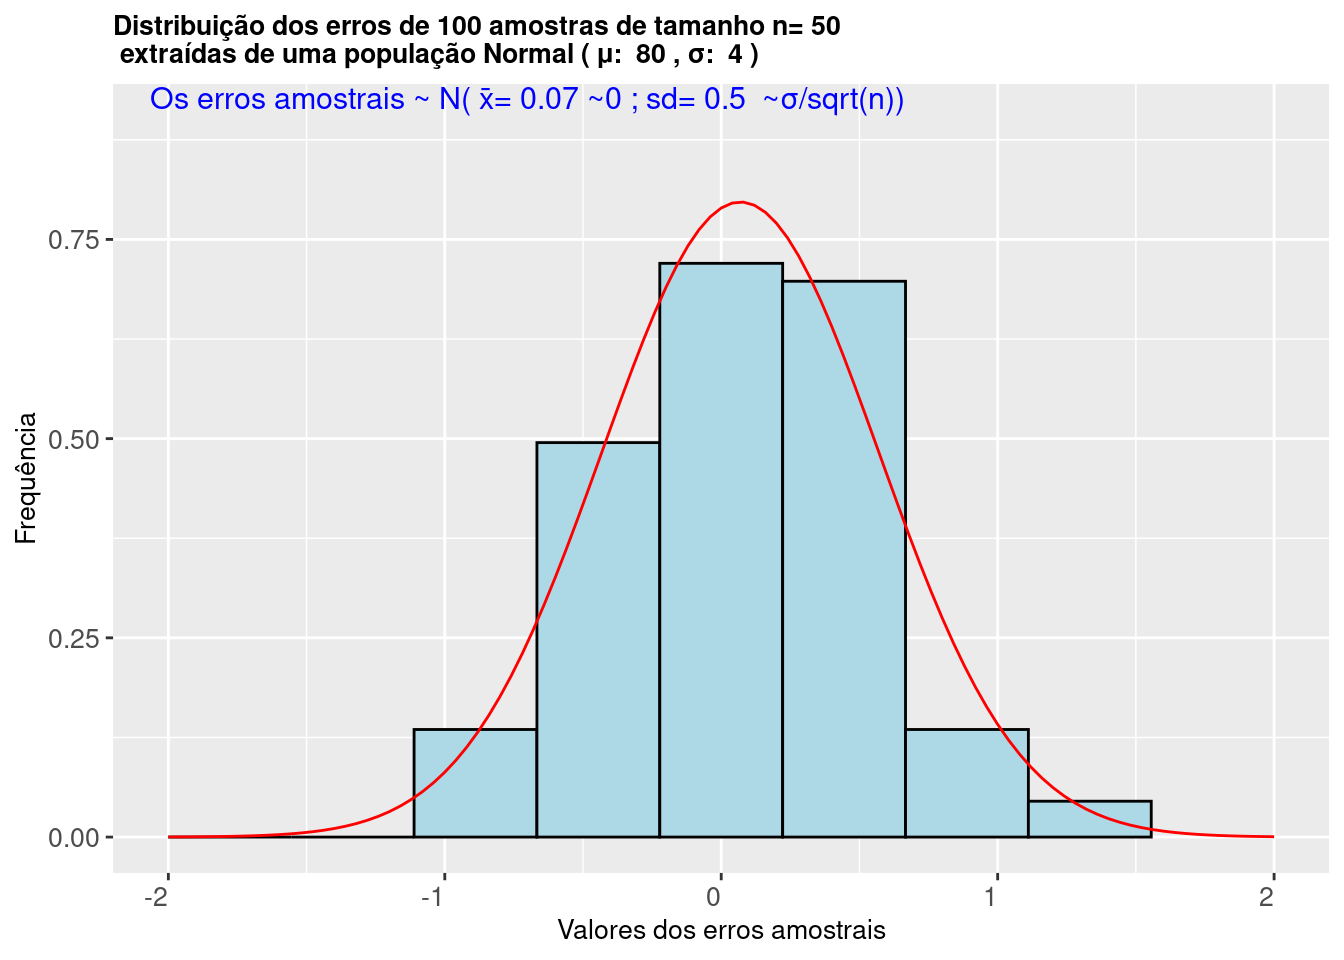 Distribuição dos erros de 100 amostras de tamanho n= 50
extraídas de uma população Normal ( μ:  80 , σ:  4 )
Os erros amostrais ~ N( x̄= 0.07 ~0 ; sd= 0.5  ~σ/sqrt(n))
Frequência
0.75
0.50
0.25
0.00
-2 -1 0 1 2
Valores dos erros amostrais